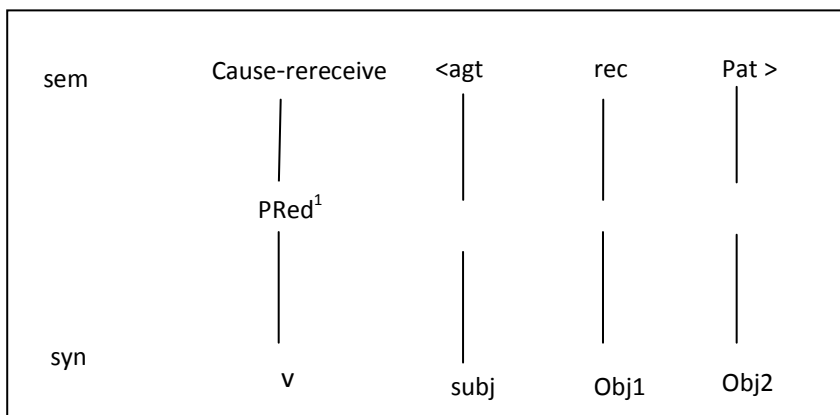 sem Cause-rereceive <agt rec Pat >
PRed¹
syn v subj Obj1 Obj2